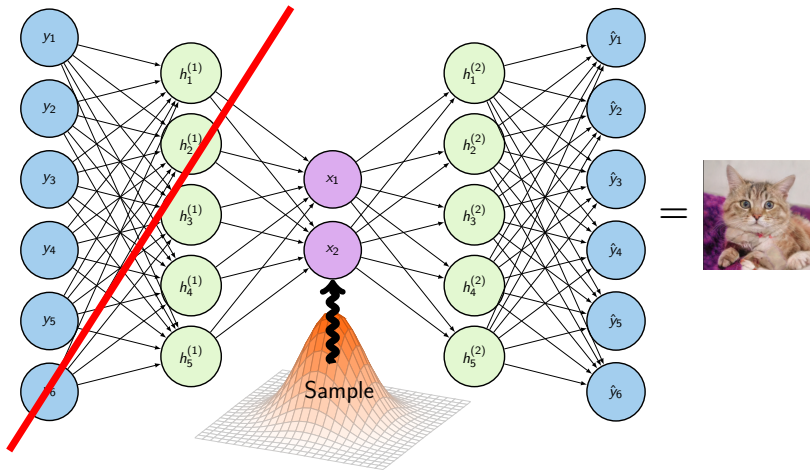 y₁
y₂
y₃
y₄
y₅
y₆
h₁⁽¹⁾
h₂⁽¹⁾
h₃⁽¹⁾
h₄⁽¹⁾
h₅⁽¹⁾
x₁
x₂
Sample
h₁⁽²⁾
h₂⁽²⁾
h₃⁽²⁾
h₄⁽²⁾
h₅⁽²⁾
ŷ₁
ŷ₂
ŷ₃
ŷ₄
ŷ₅
ŷ₆
=